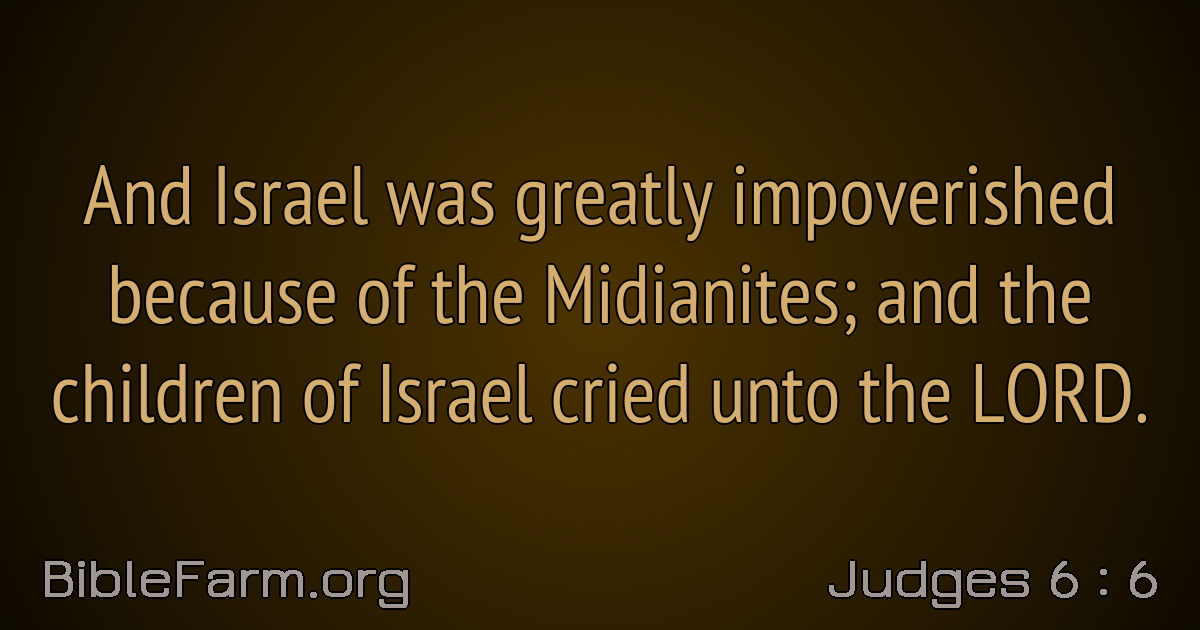 And Israel was greatly impoverished
because of the Midianites; and the
children of Israel cried unto the LORD.
BibleFarm.org
Judges 6 : 6